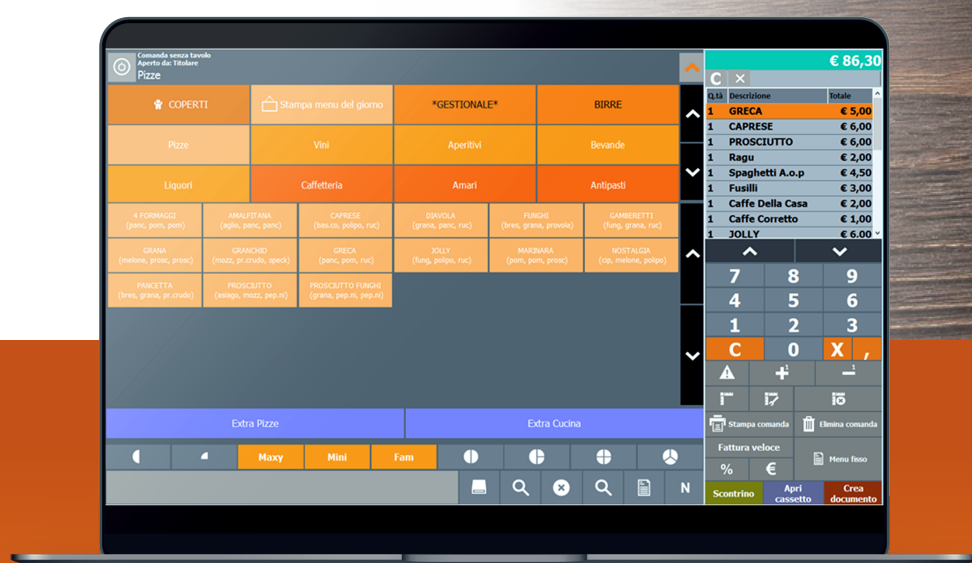 Comanda senza tavolo
Aperto da: Titolare
Pizze
COPERTI
Stampa menu del giorno
*GESTIONALE*
BIRRE
Pizze
Vini
Aperitivi
Bevande
Liquori
Caffetteria
Amari
Antipasti
4 FORMAGGI
(panc, pom, pom)
AMALFITANA
(aglio, panc, panc)
CAPRESE
(bas.co, polipo, ruc)
DIAVOLA
(grana, panc, ruc)
FUNGHI
(bres, grana, provola)
GAMBERETTI
(fung, grana, ruc)
GRANA
(melone, prosc, prosc)
GRANCHIO
(mozz, pr.crudo, speck)
GRECA
(panc, pom, ruc)
JOLLY
(fung, polipo, ruc)
MARINARA
(pom, pom, prosc)
NOSTALGIA
(cip, melone, polipo)
PANCETTA
(bres, grana, pr.crudo)
PROSCIUTTO
(asiago, mozz, pep.ni)
PROSCIUTTO FUNGHI
(grana, pep.ni, pep.ni)
Extra Pizze
Extra Cucina
Maxy
Mini
Fam
N
€ 86,30
C ×
Q.tà Descrizione Totale
1 GRECA € 5,00
1 CAPRESE € 6,00
1 PROSCIUTTO € 6,00
1 Ragu € 2,00
1 Spaghetti A.o.p € 4,50
1 Fusilli € 3,00
1 Caffe Della Casa € 2,00
1 Caffe Corretto € 1,00
1 JOLLY € 6.00
7 8 9
4 5 6
1 2 3
C 0 X ,
+1 −1
Stampa comanda
Elimina comanda
Fattura veloce
Menu fisso
% €
Scontrino
Apri
cassetto
Crea
documento